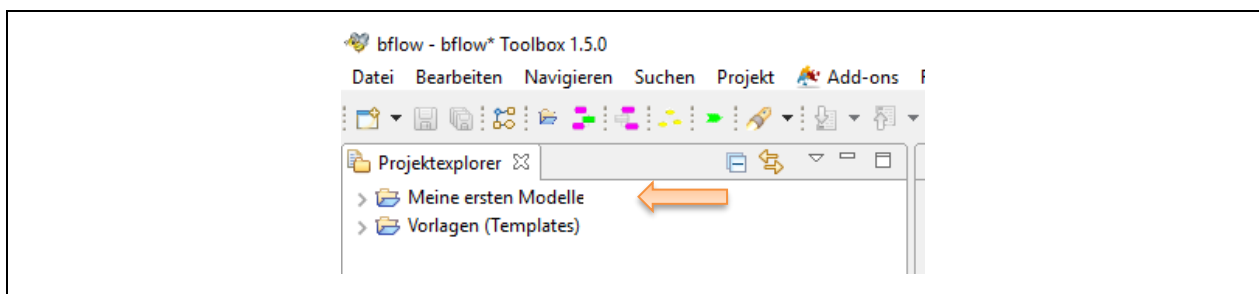 bflow - bflow* Toolbox 1.5.0
Datei Bearbeiten Navigieren Suchen Projekt Add-ons
Projektexplorer
Meine ersten Modelle
Vorlagen (Templates)